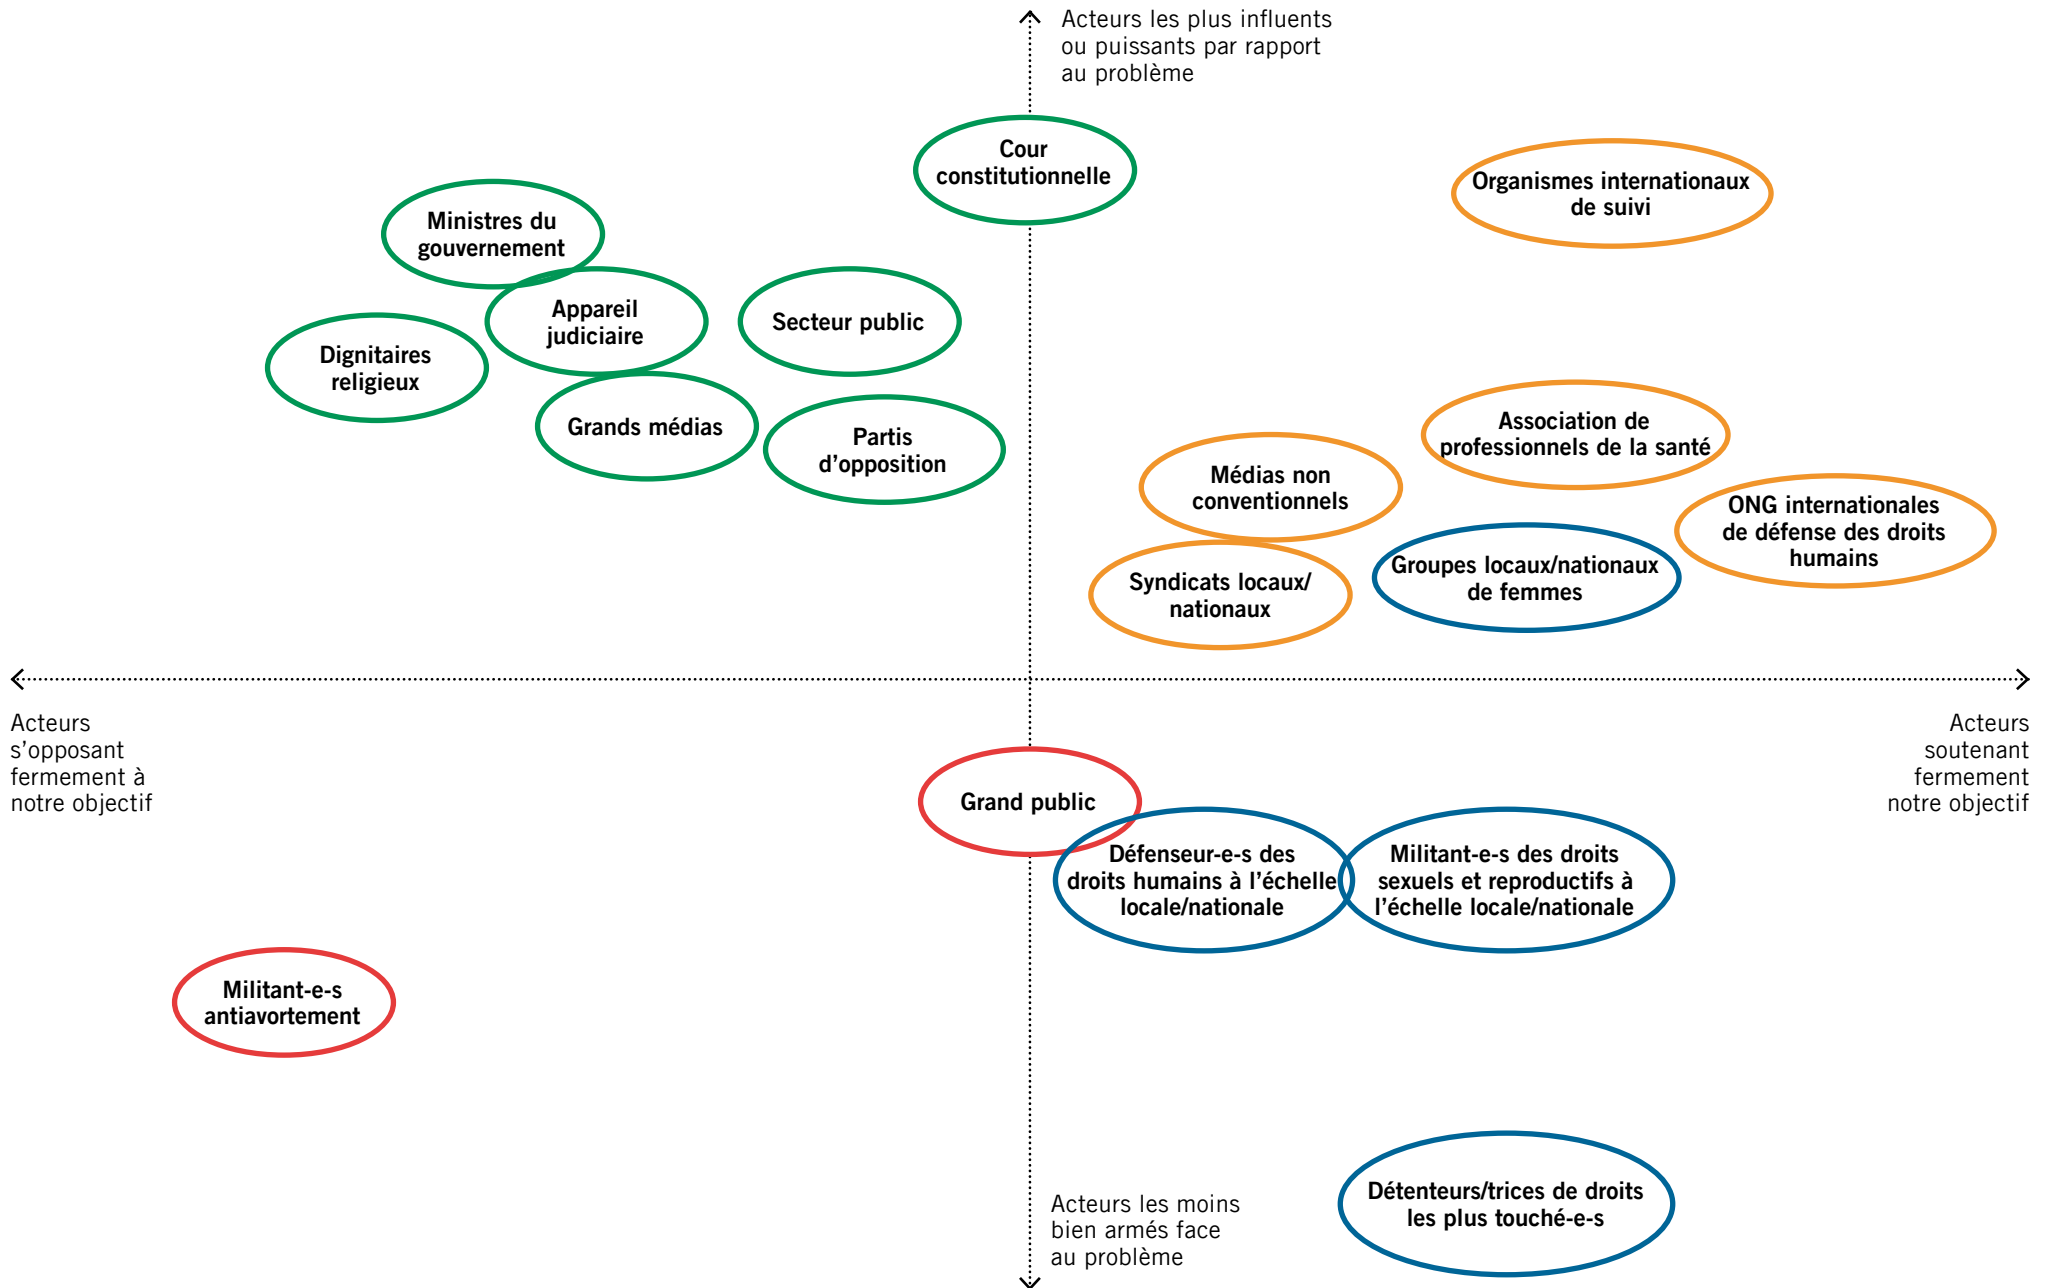 Acteurs les plus influents
ou puissants par rapport
au problème
Cour
constitutionnelle
Organismes internationaux
de suivi
Ministres du
gouvernement
Appareil
judiciaire
Secteur public
Dignitaires
religieux
Grands médias
Partis
d’opposition
Association de
professionnels de la santé
Médias non
conventionnels
ONG internationales
de défense des droits
humains
Groupes locaux/nationaux
de femmes
Syndicats locaux/
nationaux
Acteurs
s’opposant
fermement à
notre objectif
Acteurs
soutenant
fermement
notre objectif
Grand public
Défenseur-e-s des
droits humains à l’échelle
locale/nationale
Militant-e-s des droits
sexuels et reproductifs à
l’échelle locale/nationale
Militant-e-s
antiavortement
Détenteurs/trices de droits
les plus touché-e-s
Acteurs les moins
bien armés face
au problème